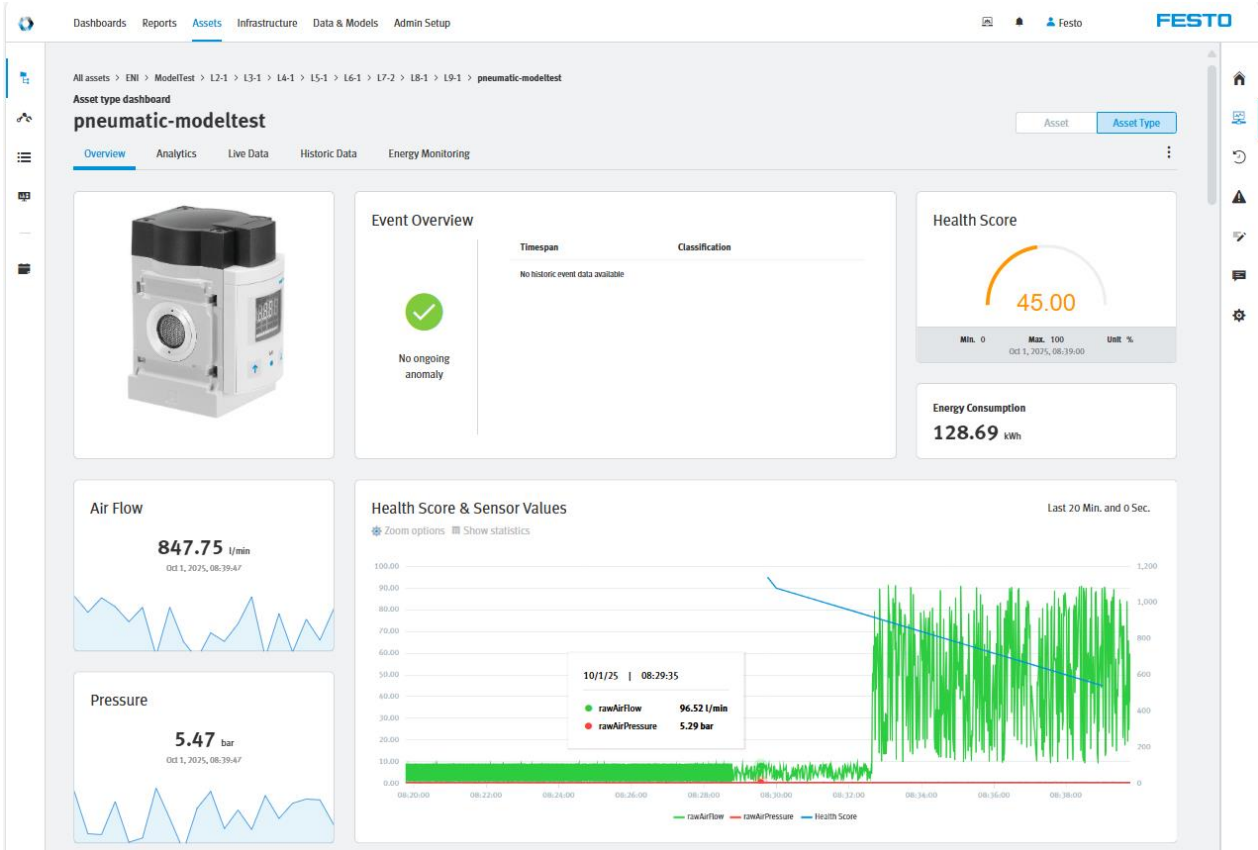 Dashboards Reports Assets Infrastructure Data & Models Admin Setup Festo FESTO
All assets > ENI > ModelTest > L2-1 > L3-1 > L4-1 > L5-1 > L6-1 > L7-2 > L8-1 > L9-1 > pneumatic-modeltest
Asset type dashboard
pneumatic-modeltest
Asset Asset Type
Overview Analytics Live Data Historic Data Energy Monitoring
Event Overview
Timespan Classification
No historic event data available
No ongoing
anomaly
Health Score
45.00
Min. 0 Max. 100 Unit %
Oct 1, 2025, 08:39:00
Energy Consumption
128.69 kWh
Air Flow
847.75 l/min
Oct 1, 2025, 08:39:47
Pressure
5.47 bar
Oct 1, 2025, 08:39:47
Health Score & Sensor Values
Last 20 Min. and 0 Sec.
Zoom options Show statistics
100.00 1,200
90.00
1,000
80.00
70.00
800
60.00
50.00 600
40.00
400
30.00
20.00
200
10.00
0.00 0
10/1/25 | 08:29:35
rawAirFlow 96.52 l/min
rawAirPressure 5.29 bar
08:20:00 08:22:00 08:24:00 08:26:00 08:28:00 08:30:00 08:32:00 08:34:00 08:36:00 08:38:00
rawAirFlow rawAirPressure Health Score